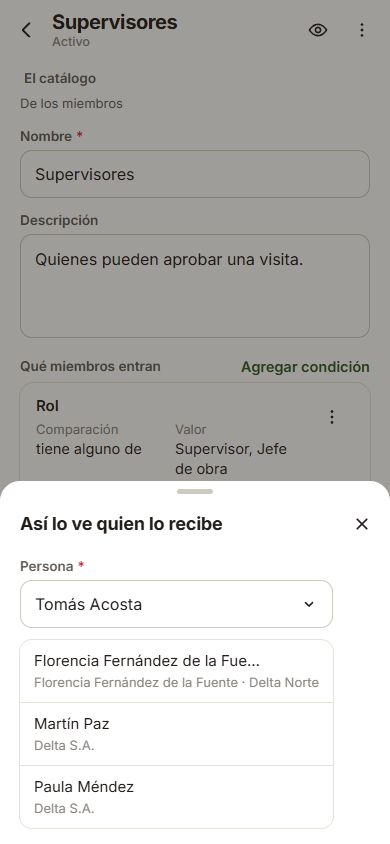 Supervisores
Activo
El catálogo
De los miembros
Nombre *
Supervisores
Descripción
Quienes pueden aprobar una visita.
Qué miembros entran
Agregar condición
Rol
Comparación
Valor
tiene alguno de
Supervisor, Jefe
de obra
Así lo ve quien lo recibe
Persona *
Tomás Acosta
Florencia Fernández de la Fue...
Florencia Fernández de la Fuente · Delta Norte
Martín Paz
Delta S.A.
Paula Méndez
Delta S.A.